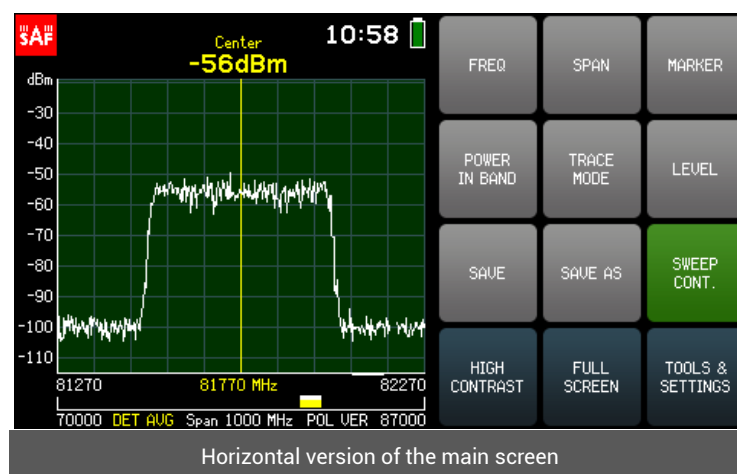 SAF
Center
10:58
-56dBm
dBm
-30
-40
-50
-60
-70
-80
-90
-100
-110
81270 81770 MHz 82270
70000 DET AVG Span 1000 MHz POL VER 87000
FREQ SPAN MARKER
POWER IN BAND
TRACE MODE
LEVEL
SAVE SAVE AS
SWEEP CONT.
HIGH CONTRAST
FULL SCREEN
TOOLS & SETTINGS
Horizontal version of the main screen